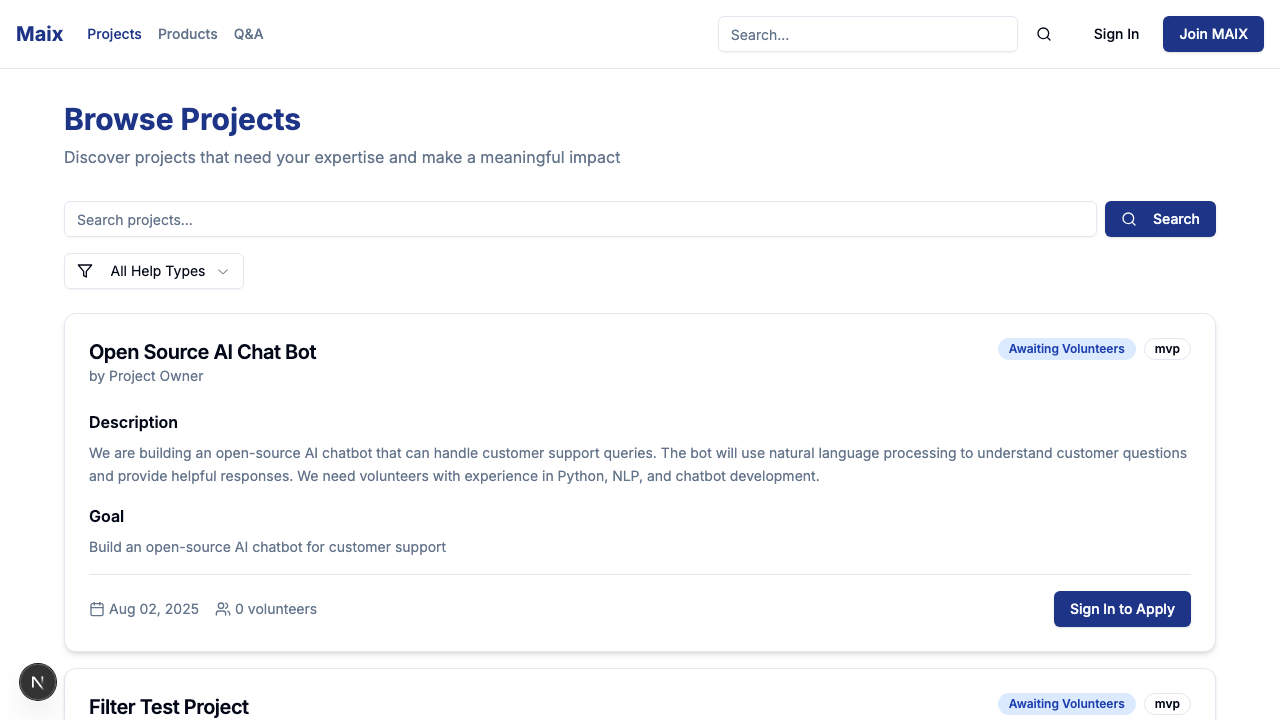 Maix Projects Products Q&A Search... Sign In Join MAIX
Browse Projects
Discover projects that need your expertise and make a meaningful impact
Search projects... Search
All Help Types
Open Source AI Chat Bot Awaiting Volunteers mvp
by Project Owner
Description
We are building an open-source AI chatbot that can handle customer support queries. The bot will use natural language processing to understand customer questions
and provide helpful responses. We need volunteers with experience in Python, NLP, and chatbot development.
Goal
Build an open-source AI chatbot for customer support
Aug 02, 2025 0 volunteers Sign In to Apply
N
Filter Test Project Awaiting Volunteers mvp